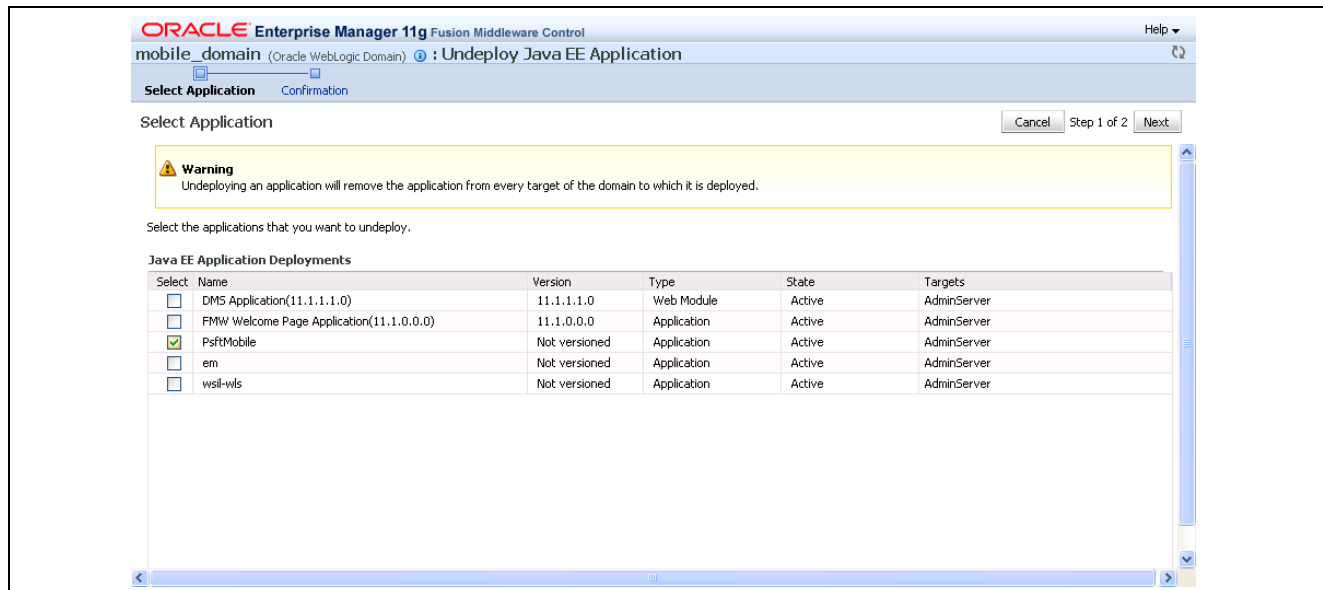 ORACLE Enterprise Manager 11g Fusion Middleware Control Help
mobile_domain (Oracle WebLogic Domain) : Undeploy Java EE Application
Select Application Confirmation
Select Application Cancel Step 1 of 2 Next
Warning
Undeploying an application will remove the application from every target of the domain to which it is deployed.
Select the applications that you want to undeploy.
Java EE Application Deployments
Select Name Version Type State Targets
DMS Application(11.1.1.1.0) 11.1.1.1.0 Web Module Active AdminServer
FMW Welcome Page Application(11.1.0.0.0) 11.1.0.0.0 Application Active AdminServer
PsftMobile Not versioned Application Active AdminServer
em Not versioned Application Active AdminServer
wsil-wls Not versioned Application Active AdminServer